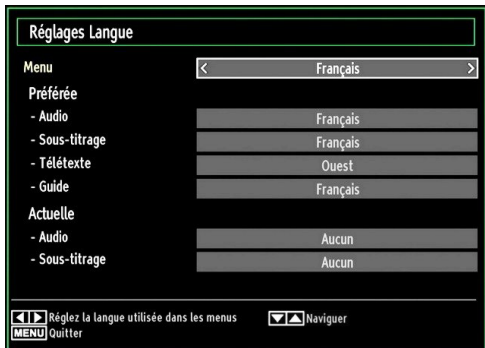 Réglages Langue
Menu < Français >
Préférée
- Audio Français
- Sous-titrage Français
- Télétexte Ouest
- Guide Français
Actuelle
- Audio Aucun
- Sous-titrage Aucun
Réglez la langue utilisée dans les menus Naviguer
MENU Quitter